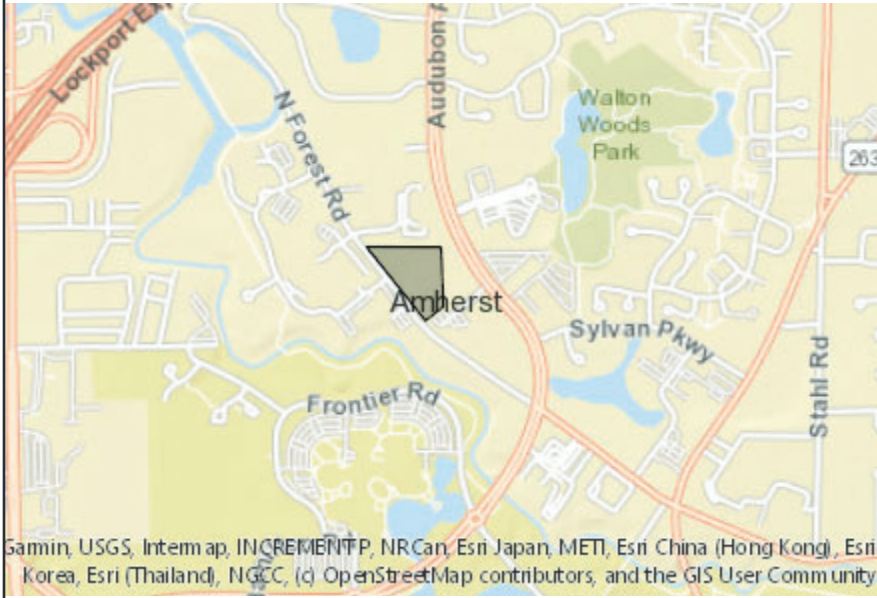 Lockport Exp
N Forest Rd
Audubon
Walton
Woods
Park
263
Amherst
Sylvan Pkwy
Stahl Rd
Frontier Rd
Garmin, USGS, Intermap, INCREMENT P, NRCan, Esri Japan, METI, Esri China (Hong Kong), Esri
Korea, Esri (Thailand), NGCC, (c) OpenStreetMap contributors, and the GIS User Community